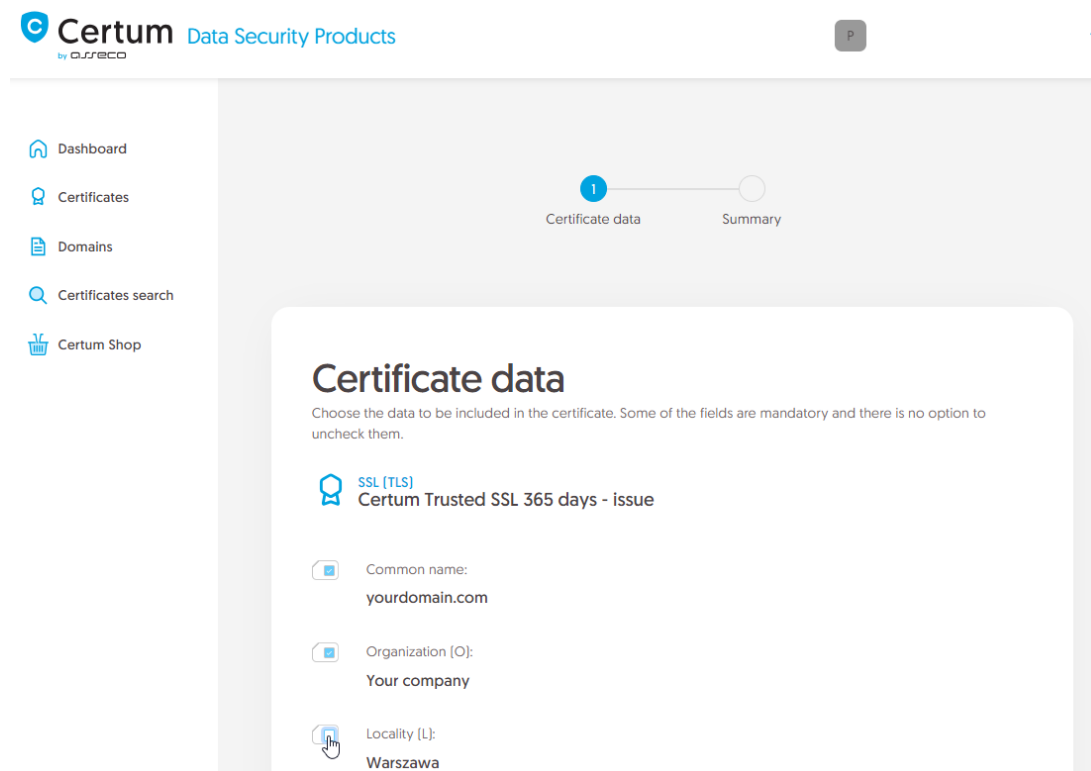 Certum Data Security Products
by asseco
P
Dashboard
Certificates
Domains
Certificates search
Certum Shop
1
Certificate data Summary
Certificate data
Choose the data to be included in the certificate. Some of the fields are mandatory and there is no option to
uncheck them.
SSL (TLS)
Certum Trusted SSL 365 days - issue
Common name:
yourdomain.com
Organization (O):
Your company
Locality (L):
Warszawa